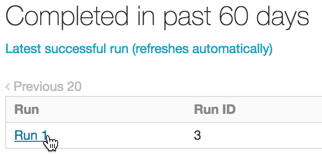 Completed in past 60 days
Latest successful run (refreshes automatically)
‹ Previous 20
Run Run ID
Run 1 3